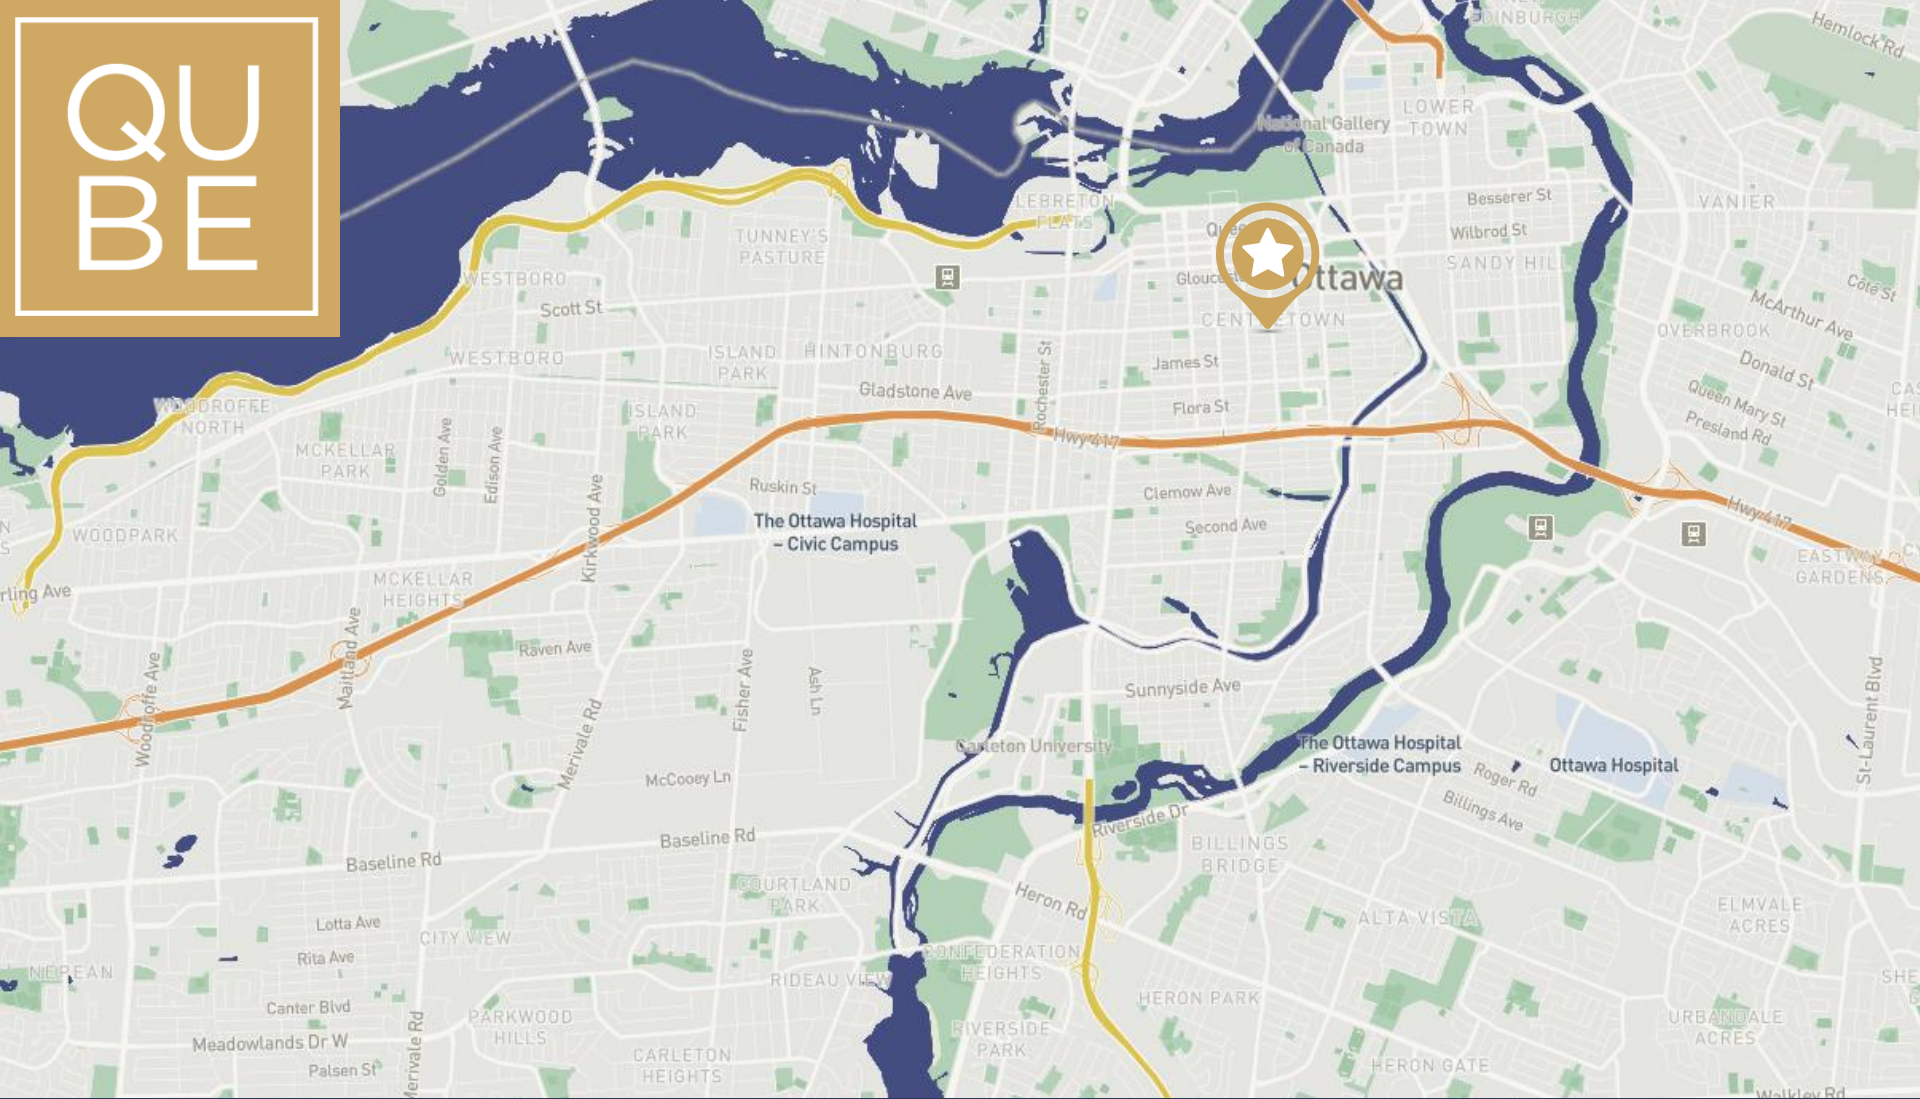 QU
BE
NEW
EDINBURGH
Hemlock Rd
LOWER
TOWN
National Gallery
of Canada
LEBRETON
FLATS
Besserer St
VANIER
Wilbrod St
TUNNEY'S
PASTURE
SANDY HILL
WESTBORO
Ottawa
Côté St
McArthur Ave
Scott St
CENTRETOWN
OVERBROOK
WESTBORO
ISLAND
PARK
HINTONBURG
James St
Rochester St
Donald St
Gladstone Ave
Queen Mary St
Presland Rd
WOODROFFE
NORTH
ISLAND
PARK
Flora St
Hwy 417
MCKELLAR
PARK
Golden Ave
Edison Ave
Ruskin St
Clemow Ave
Hwy 417
The Ottawa Hospital
– Civic Campus
Second Ave
WOODPARK
Kirkwood Ave
EASTWAY
GARDENS
MCKELLAR
HEIGHTS
rling Ave
Maitland Ave
Raven Ave
Woodroffe Ave
Fisher Ave
Ash Ln
Sunnyside Ave
St-Laurent Blvd
Merivale Rd
Carleton University
The Ottawa Hospital
– Riverside Campus
Ottawa Hospital
McCooey Ln
Roger Rd
Billings Ave
Riverside Dr
Baseline Rd
Baseline Rd
BILLINGS
BRIDGE
COURTLAND
PARK
Heron Rd
ALTA VISTA
ELMVALE
ACRES
Lotta Ave
CITY VIEW
Rita Ave
NEPEAN
CONFEDERATION
HEIGHTS
RIDEAU VIEW
HERON PARK
Canter Blvd
PARKWOOD
HILLS
Meadowlands Dr W
Merivale Rd
RIVERSIDE
PARK
URBANDALE
ACRES
Palsen St
CARLETON
HEIGHTS
HERON GATE
Walkley Rd